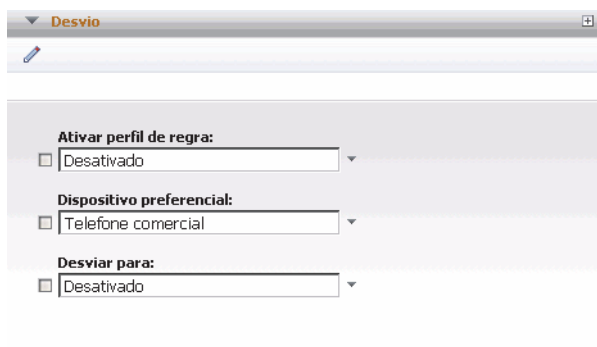 Desvio
Ativar perfil de regra:
Desativado
Dispositivo preferencial:
Telefone comercial
Desviar para:
Desativado